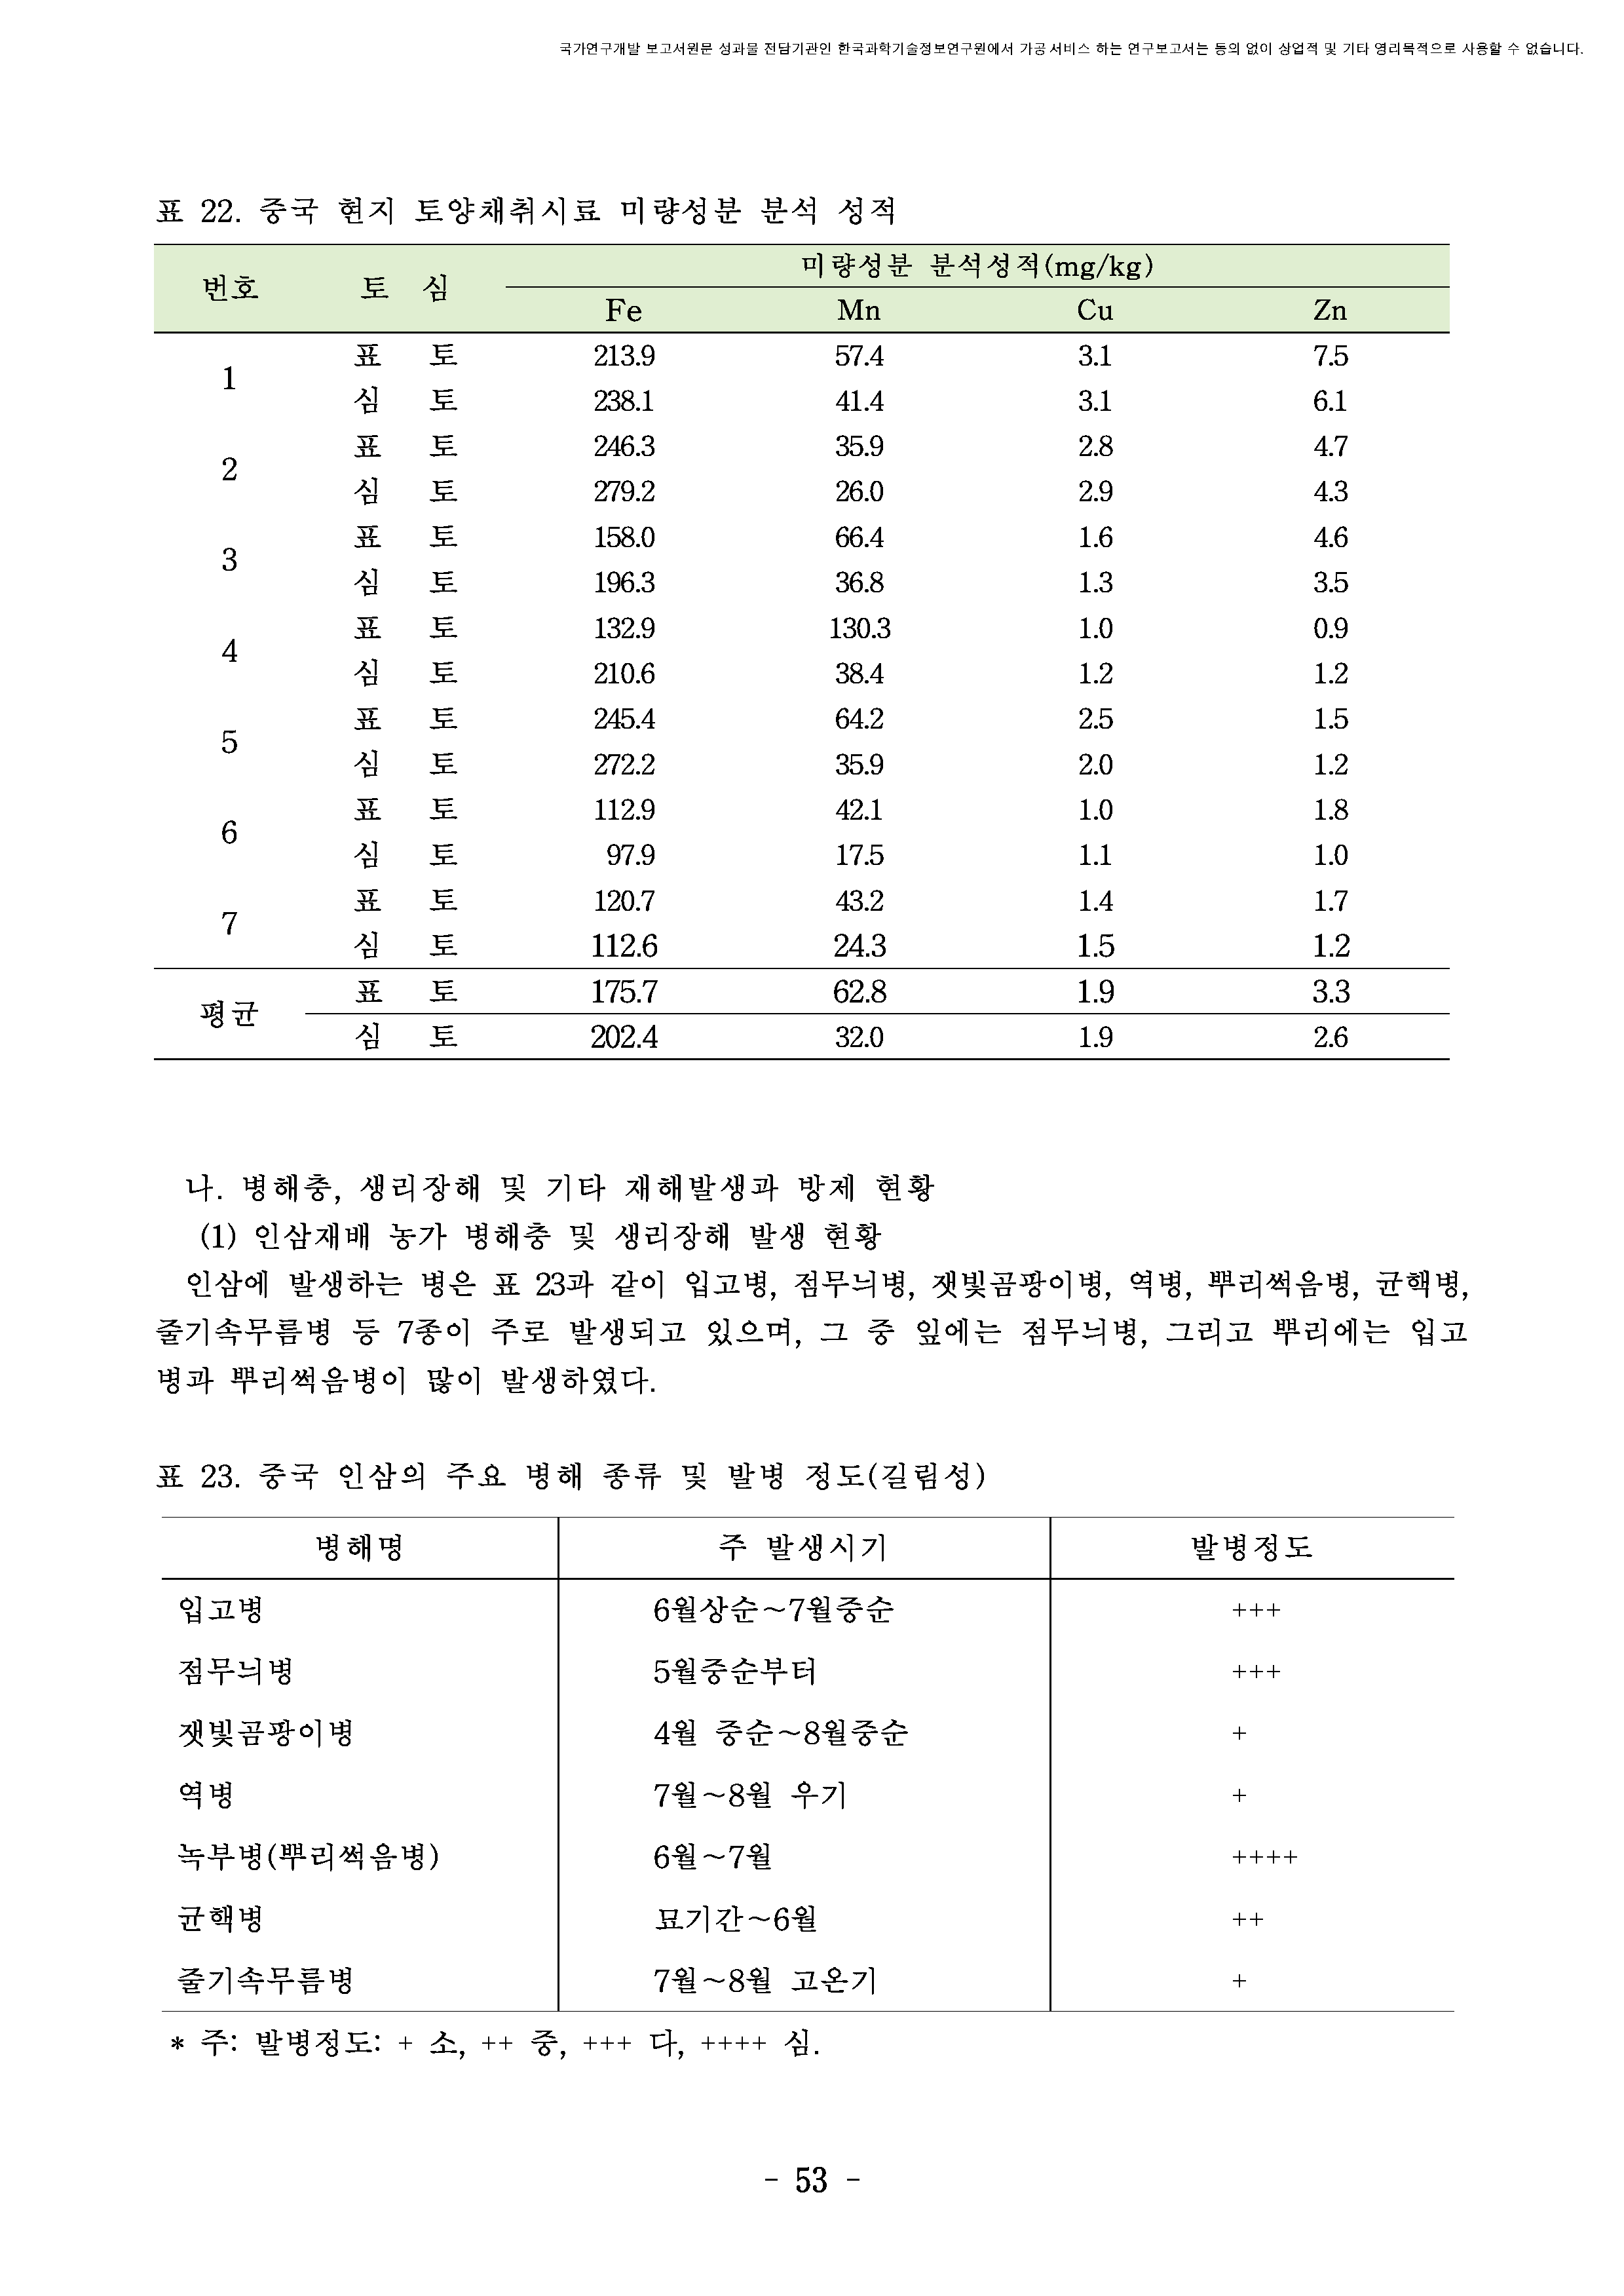 국가연구개발 보고서원문 성과물 전담기관인 한국과학기술정보연구원에서 가공·서비스 하는 연구보고서는 동의 없이 상업적 및 기타 영리목적으로 사용할 수 없습니다.
표 22. 중국 현지 토양채취시료 미량성분 분석 성적
번호 토 심 미량성분 분석성적(mg/kg)
Fe Mn Cu Zn
1 표 토 213.9 57.4 3.1 7.5
심 토 238.1 41.4 3.1 6.1
2 표 토 246.3 35.9 2.8 4.7
심 토 279.2 26.0 2.9 4.3
3 표 토 158.0 66.4 1.6 4.6
심 토 196.3 36.8 1.3 3.5
4 표 토 132.9 130.3 1.0 0.9
심 토 210.6 38.4 1.2 1.2
5 표 토 245.4 64.2 2.5 1.5
심 토 272.2 35.9 2.0 1.2
6 표 토 112.9 42.1 1.0 1.8
심 토 97.9 17.5 1.1 1.0
7 표 토 120.7 43.2 1.4 1.7
심 토 112.6 24.3 1.5 1.2
평균 표 토 175.7 62.8 1.9 3.3
심 토 202.4 32.0 1.9 2.6
나. 병해충, 생리장해 및 기타 재해발생과 방제 현황
(1) 인삼재배 농가 병해충 및 생리장해 발생 현황
인삼에 발생하는 병은 표 23과 같이 입고병, 점무늬병, 잿빛곰팡이병, 역병, 뿌리썩음병, 균핵병,
줄기속무름병 등 7종이 주로 발생되고 있으며, 그 중 잎에는 점무늬병, 그리고 뿌리에는 입고
병과 뿌리썩음병이 많이 발생하였다.
표 23. 중국 인삼의 주요 병해 종류 및 발병 정도(길림성)
병해명 주 발생시기 발병정도
입고병 6월상순~7월중순 +++
점무늬병 5월중순부터 +++
잿빛곰팡이병 4월 중순~8월중순 +
역병 7월~8월 우기 +
녹부병(뿌리썩음병) 6월~7월 ++++
균핵병 묘기간~6월 ++
줄기속무름병 7월~8월 고온기 +
* 주: 발병정도: + 소, ++ 중, +++ 다, ++++ 심.
- 53 -